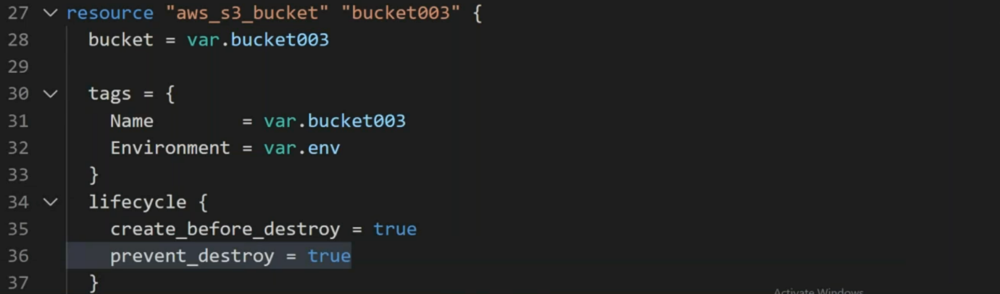 27 resource "aws_s3_bucket" "bucket003" {
28 bucket = var.bucket003
29
30 tags = {
31 Name = var.bucket003
32 Environment = var.env
33 }
34 lifecycle {
35 create_before_destroy = true
36 prevent_destroy = true
37 }
Activate Windows